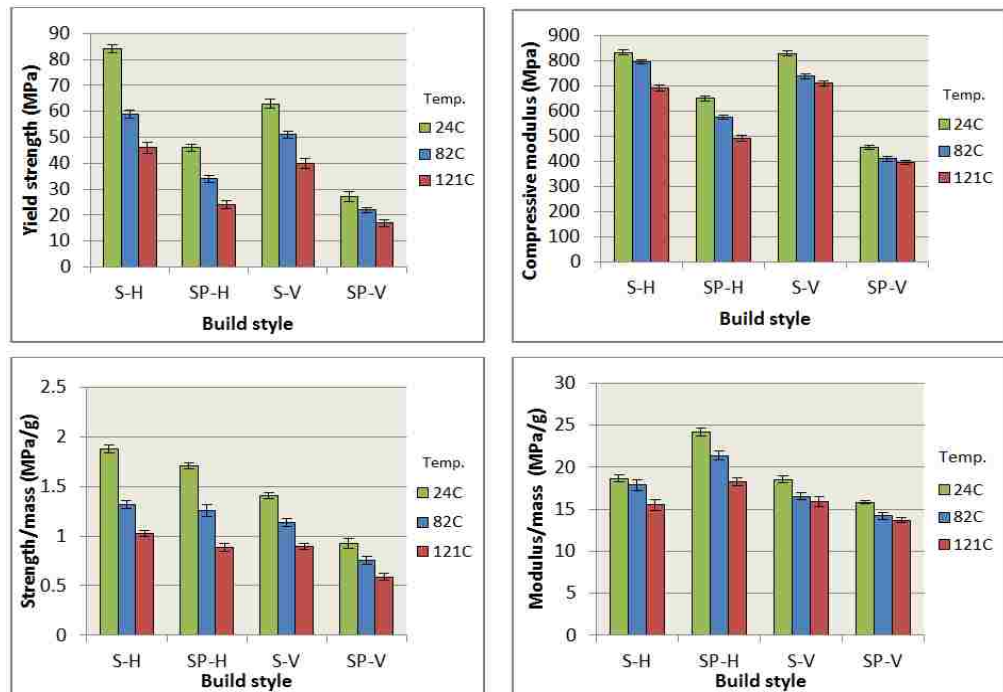 Yield strength (MPa)
90
80
70
60
50
40
30
20
10
0
S-H SP-H S-V SP-V
Build style
Temp.
24C
82C
121C
Compressive modulus (Mpa)
900
800
700
600
500
400
300
200
100
0
S-H SP-H S-V SP-V
Build style
Temp.
24C
82C
121C
Strength/mass (MPa/g)
2.5
2
1.5
1
0.5
0
S-H SP-H S-V SP-V
Build style
Temp.
24C
82C
121C
Modulus/mass (MPa/g)
30
25
20
15
10
5
0
S-H SP-H S-V SP-V
Build style
Temp.
24C
82C
121C